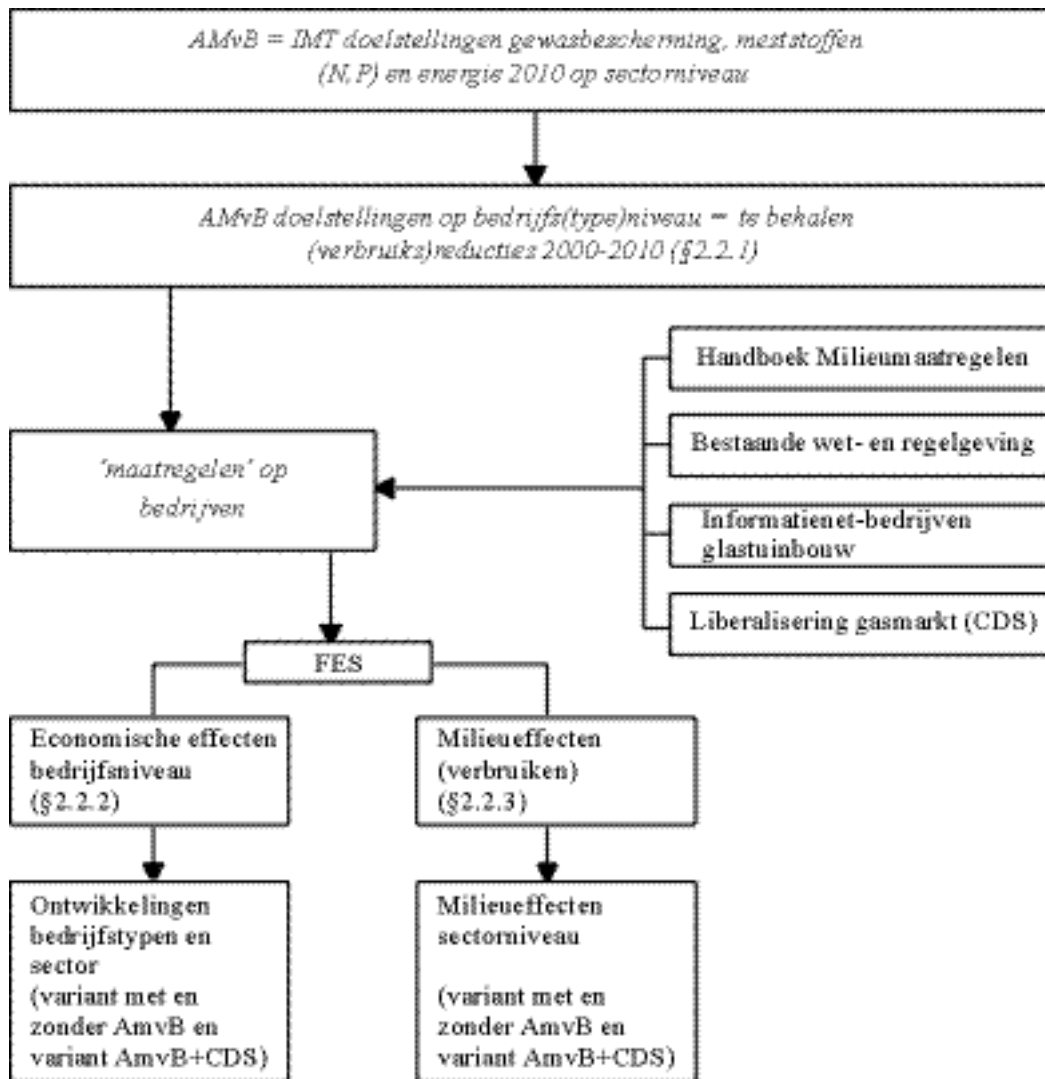 AMvB = IMT doelstellingen gewasbescherming, meststoffen
(N,P) en energie 2010 op sectorniveau
AMvB doelstellingen op bedrijfs(type)niveau = te behalen
(verbruiks)reducties 2000-2010 (§2.2.1)
Handboek Milieumaatregelen
Bestaande wet- en regelgeving
"maatregelen" op
bedrijven
Informatienet-bedrijven
glastuinbouw
Liberalisering gasmarkt (CDS)
FES
Economische effecten
bedrijfsniveau
(§2.2.2)
Milieueffecten
(verbruiken)
(§2.2.3)
Ontwikkelingen
bedrijfstypen en
sector
(variant met en
zonder AmvB en
variant AmvB+CDS)
Milieueffecten
sectorniveau
(variant met en
zonder AmvB en
variant AmvB+CDS)